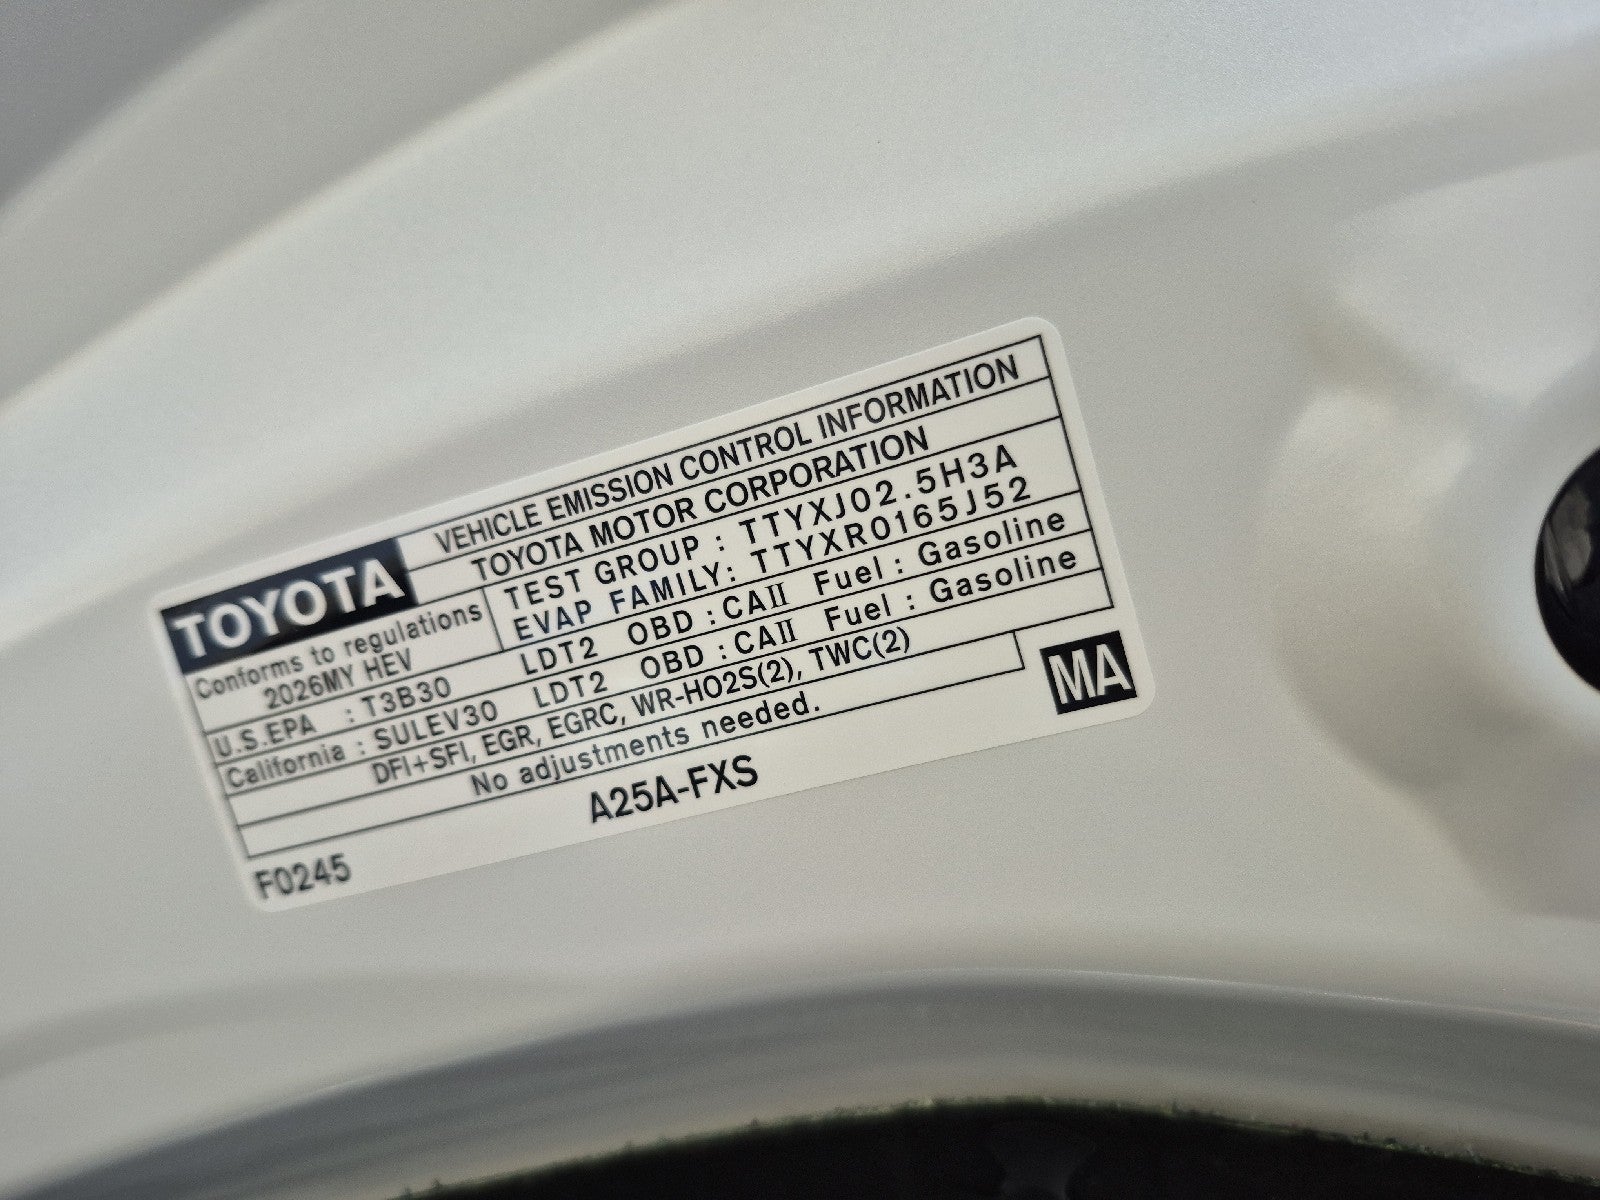 TOYOTA
VEHICLE EMISSION CONTROL INFORMATION
TOYOTA MOTOR CORPORATION
Conforms to regulations
2026MY HEV
TEST GROUP : TTYXJ02.5H3A
EVAP FAMILY: TTYXR0165J52
U.S.EPA : T3B30 LDT2 OBD : CAII Fuel : Gasoline
California : SULEV30 LDT2 OBD : CAII Fuel : Gasoline
DFI+SFI, EGR, EGRC, WR-HO2S(2), TWC(2)
No adjustments needed.
MA
A25A-FXS
F0245